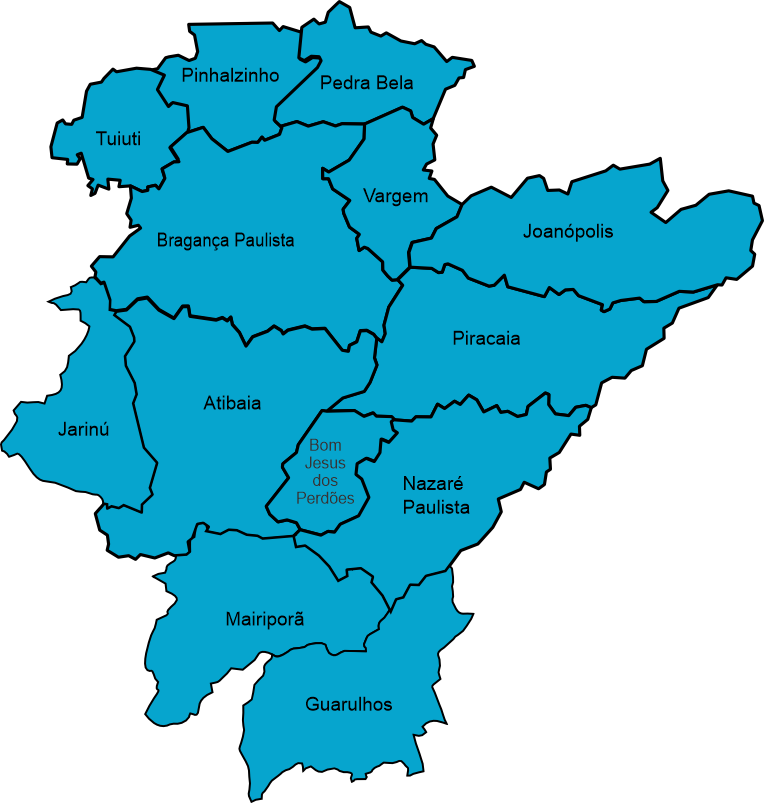 Pinhalzinho
Pedra Bela
Tuiuti
Vargem
Bragança Paulista
Joanópolis
Piracaia
Atibaia
Jarinú
Bom
Jesus
dos
Perdões
Nazaré
Paulista
Mairiporã
Guarulhos